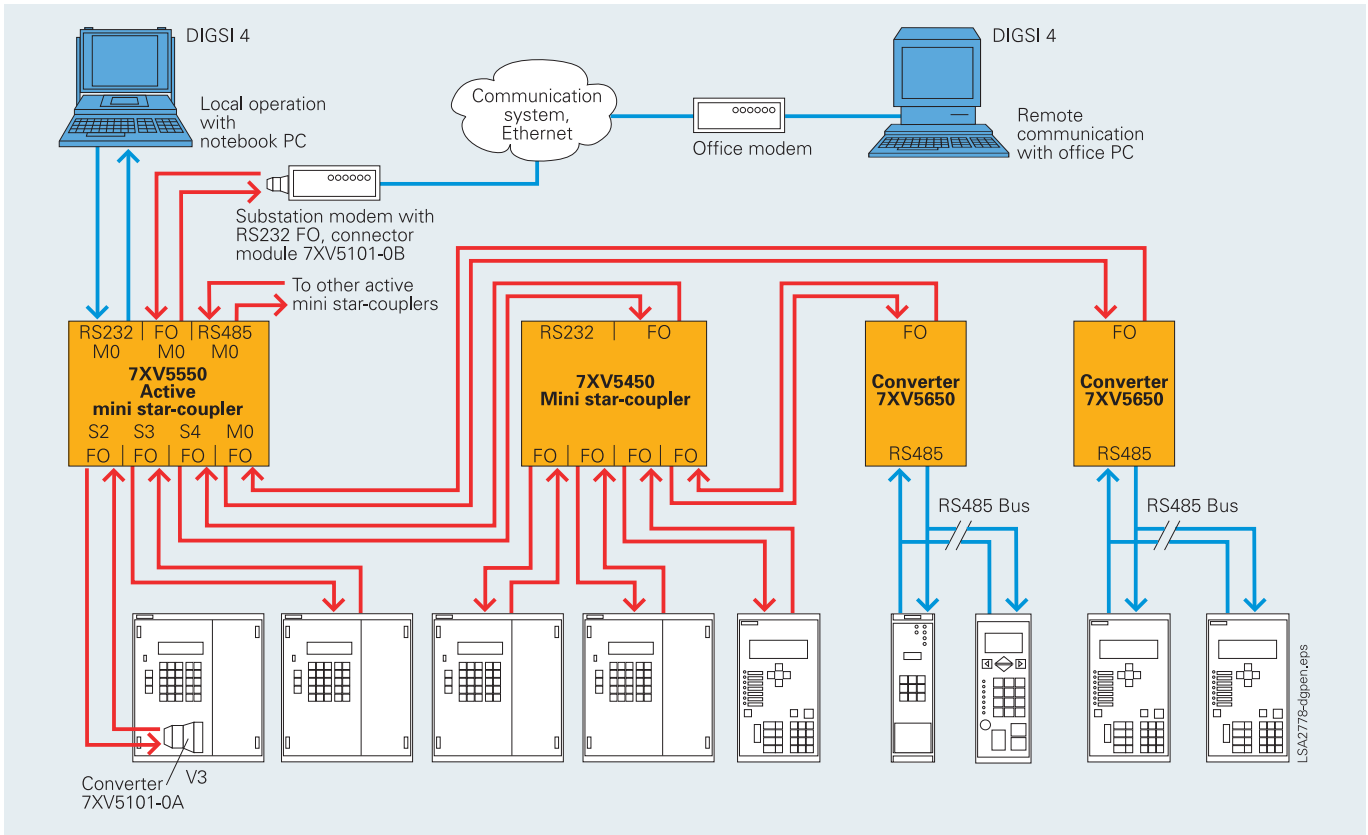 DIGSI 4
DIGSI 4
Local operation
with
notebook PC
Communication
system,
Ethernet
Office modem
Remote
communication
with office PC
Substation modem with
RS232 FO, connector
module 7XV5101-0B
To other active
mini star-couplers
RS232 | FO | RS485
M0 M0 M0
7XV5550
Active
mini star-coupler
S2 S3 S4 M0
FO | FO | FO | FO
RS232 | FO
7XV5450
Mini star-coupler
FO | FO | FO | FO
FO
Converter
7XV5650
RS485
FO
Converter
7XV5650
RS485
RS485 Bus
RS485 Bus
Converter
7XV5101-0A
V3
LSA2778-dgpen.eps